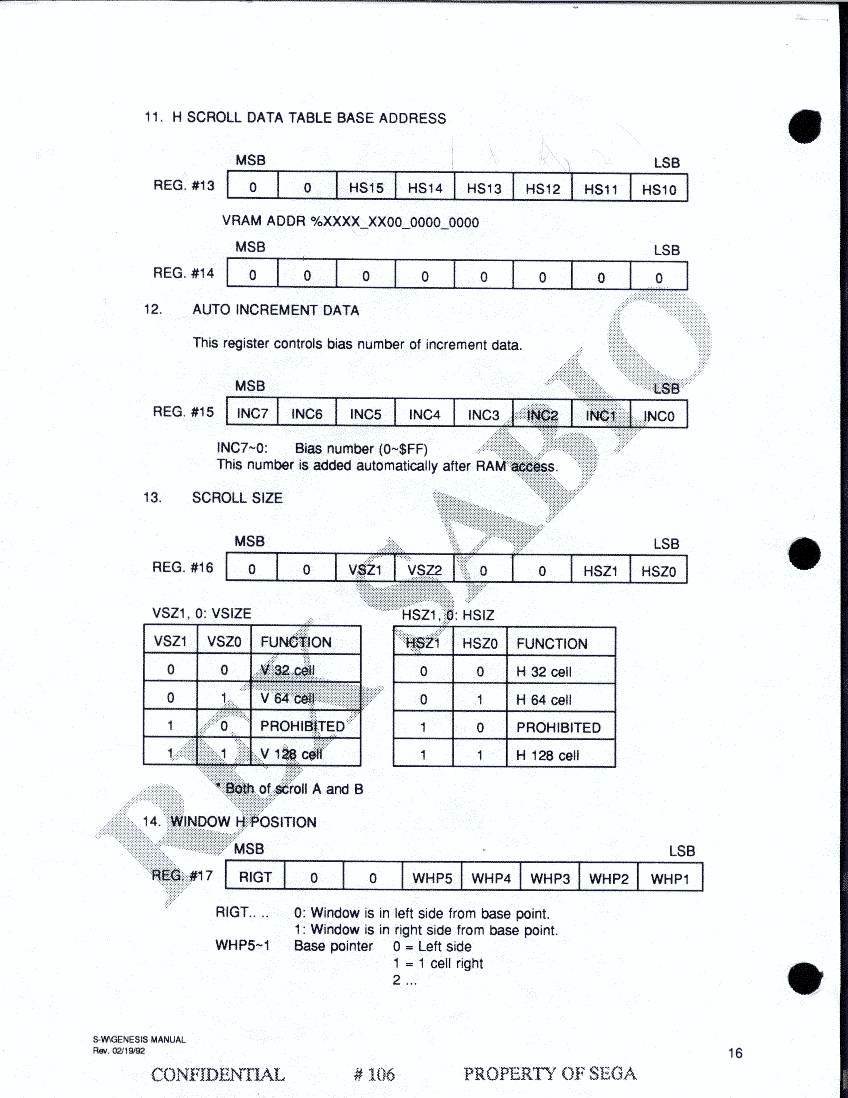 11. H SCROLL DATA TABLE BASE ADDRESS
MSB LSB
REG. #13 0 0 HS15 HS14 HS13 HS12 HS11 HS10
VRAM ADDR %XXXX_XX00_0000_0000
MSB LSB
REG. #14 0 0 0 0 0 0 0 0
12. AUTO INCREMENT DATA
This register controls bias number of increment data.
MSB LSB
REG. #15 INC7 INC6 INC5 INC4 INC3 INC2 INC1 INC0
INC7~0: Bias number (0~$FF)
This number is added automatically after RAM access.
13. SCROLL SIZE
MSB LSB
REG. #16 0 0 VSZ1 VSZ2 0 0 HSZ1 HSZ0
VSZ1, 0: VSIZE
VSZ1 VSZ0 FUNCTION
0 0 V 32 cell
0 1 V 64 cell
1 0 PROHIBITED
1 1 V 128 cell
HSZ1, 0: HSIZ
HSZ1 HSZ0 FUNCTION
0 0 H 32 cell
0 1 H 64 cell
1 0 PROHIBITED
1 1 H 128 cell
* Both of scroll A and B
14. WINDOW H POSITION
MSB LSB
REG. #17 RIGT 0 0 WHP5 WHP4 WHP3 WHP2 WHP1
RIGT.. .. 0: Window is in left side from base point.
1: Window is in right side from base point.
WHP5~1 Base pointer 0 = Left side
1 = 1 cell right
2 ...
REX SABIO
S-W\GENESIS MANUAL
Rev. 02/19/92
16
CONFIDENTIAL # 106 PROPERTY OF SEGA